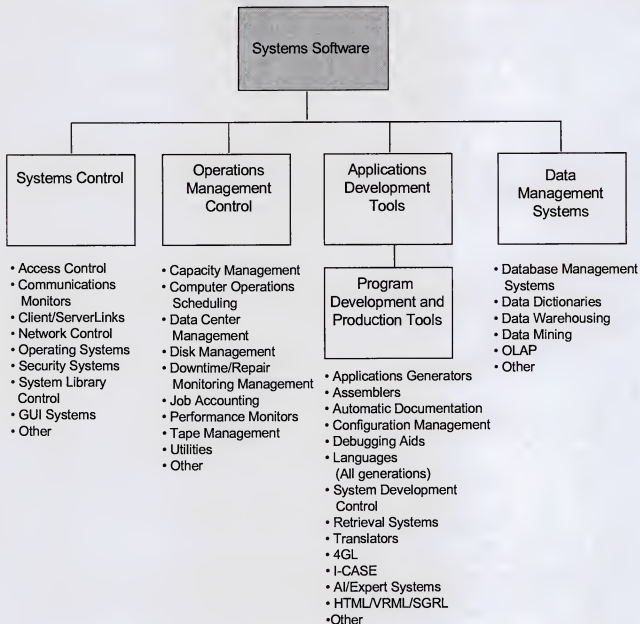 Systems Software
Systems Control
• Access Control
• Communications
Monitors
• Client/ServerLinks
• Network Control
• Operating Systems
• Security Systems
• System Library
Control
• GUI Systems
• Other
Operations
Management
Control
• Capacity Management
• Computer Operations
Scheduling
• Data Center
Management
• Disk Management
• Downtime/Repair
Monitoring Management
• Job Accounting
• Performance Monitors
• Tape Management
• Utilities
• Other
Applications
Development
Tools
Program
Development and
Production Tools
• Applications Generators
• Assemblers
• Automatic Documentation
• Configuration Management
• Debugging Aids
• Languages
(All generations)
• System Development
Control
• Retrieval Systems
• Translators
• 4GL
• I-CASE
• AI/Expert Systems
• HTML/VRML/SGRL
•Other
Data
Management
Systems
• Database Management
Systems
• Data Dictionaries
• Data Warehousing
• Data Mining
• OLAP
• Other